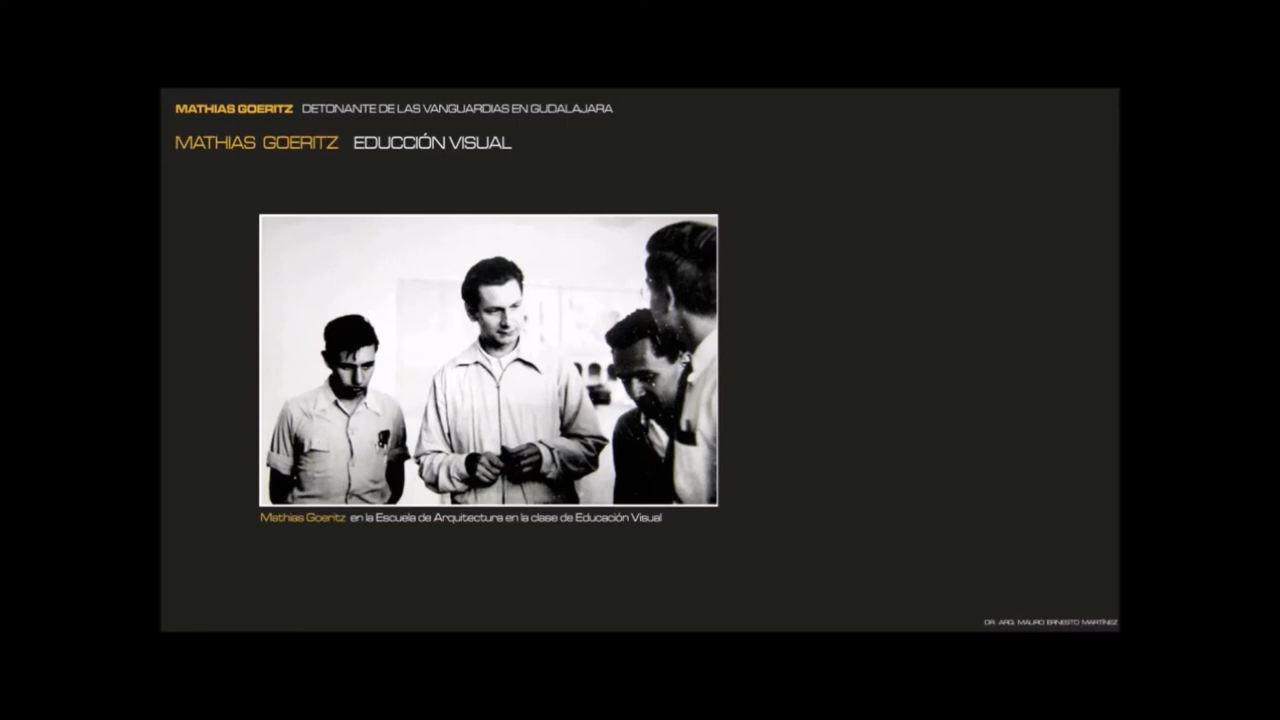 MATHIAS GOERITZ DETONANTE DE LAS VANGUARDIAS EN GUDALAJARA
MATHIAS GOERITZ EDUCCIÓN VISUAL
Mathias Goeritz en la Escuela de Arquitectura en la clase de Educación Visual
DR. ARQ. MAURO ERNESTO MARTÍNEZ